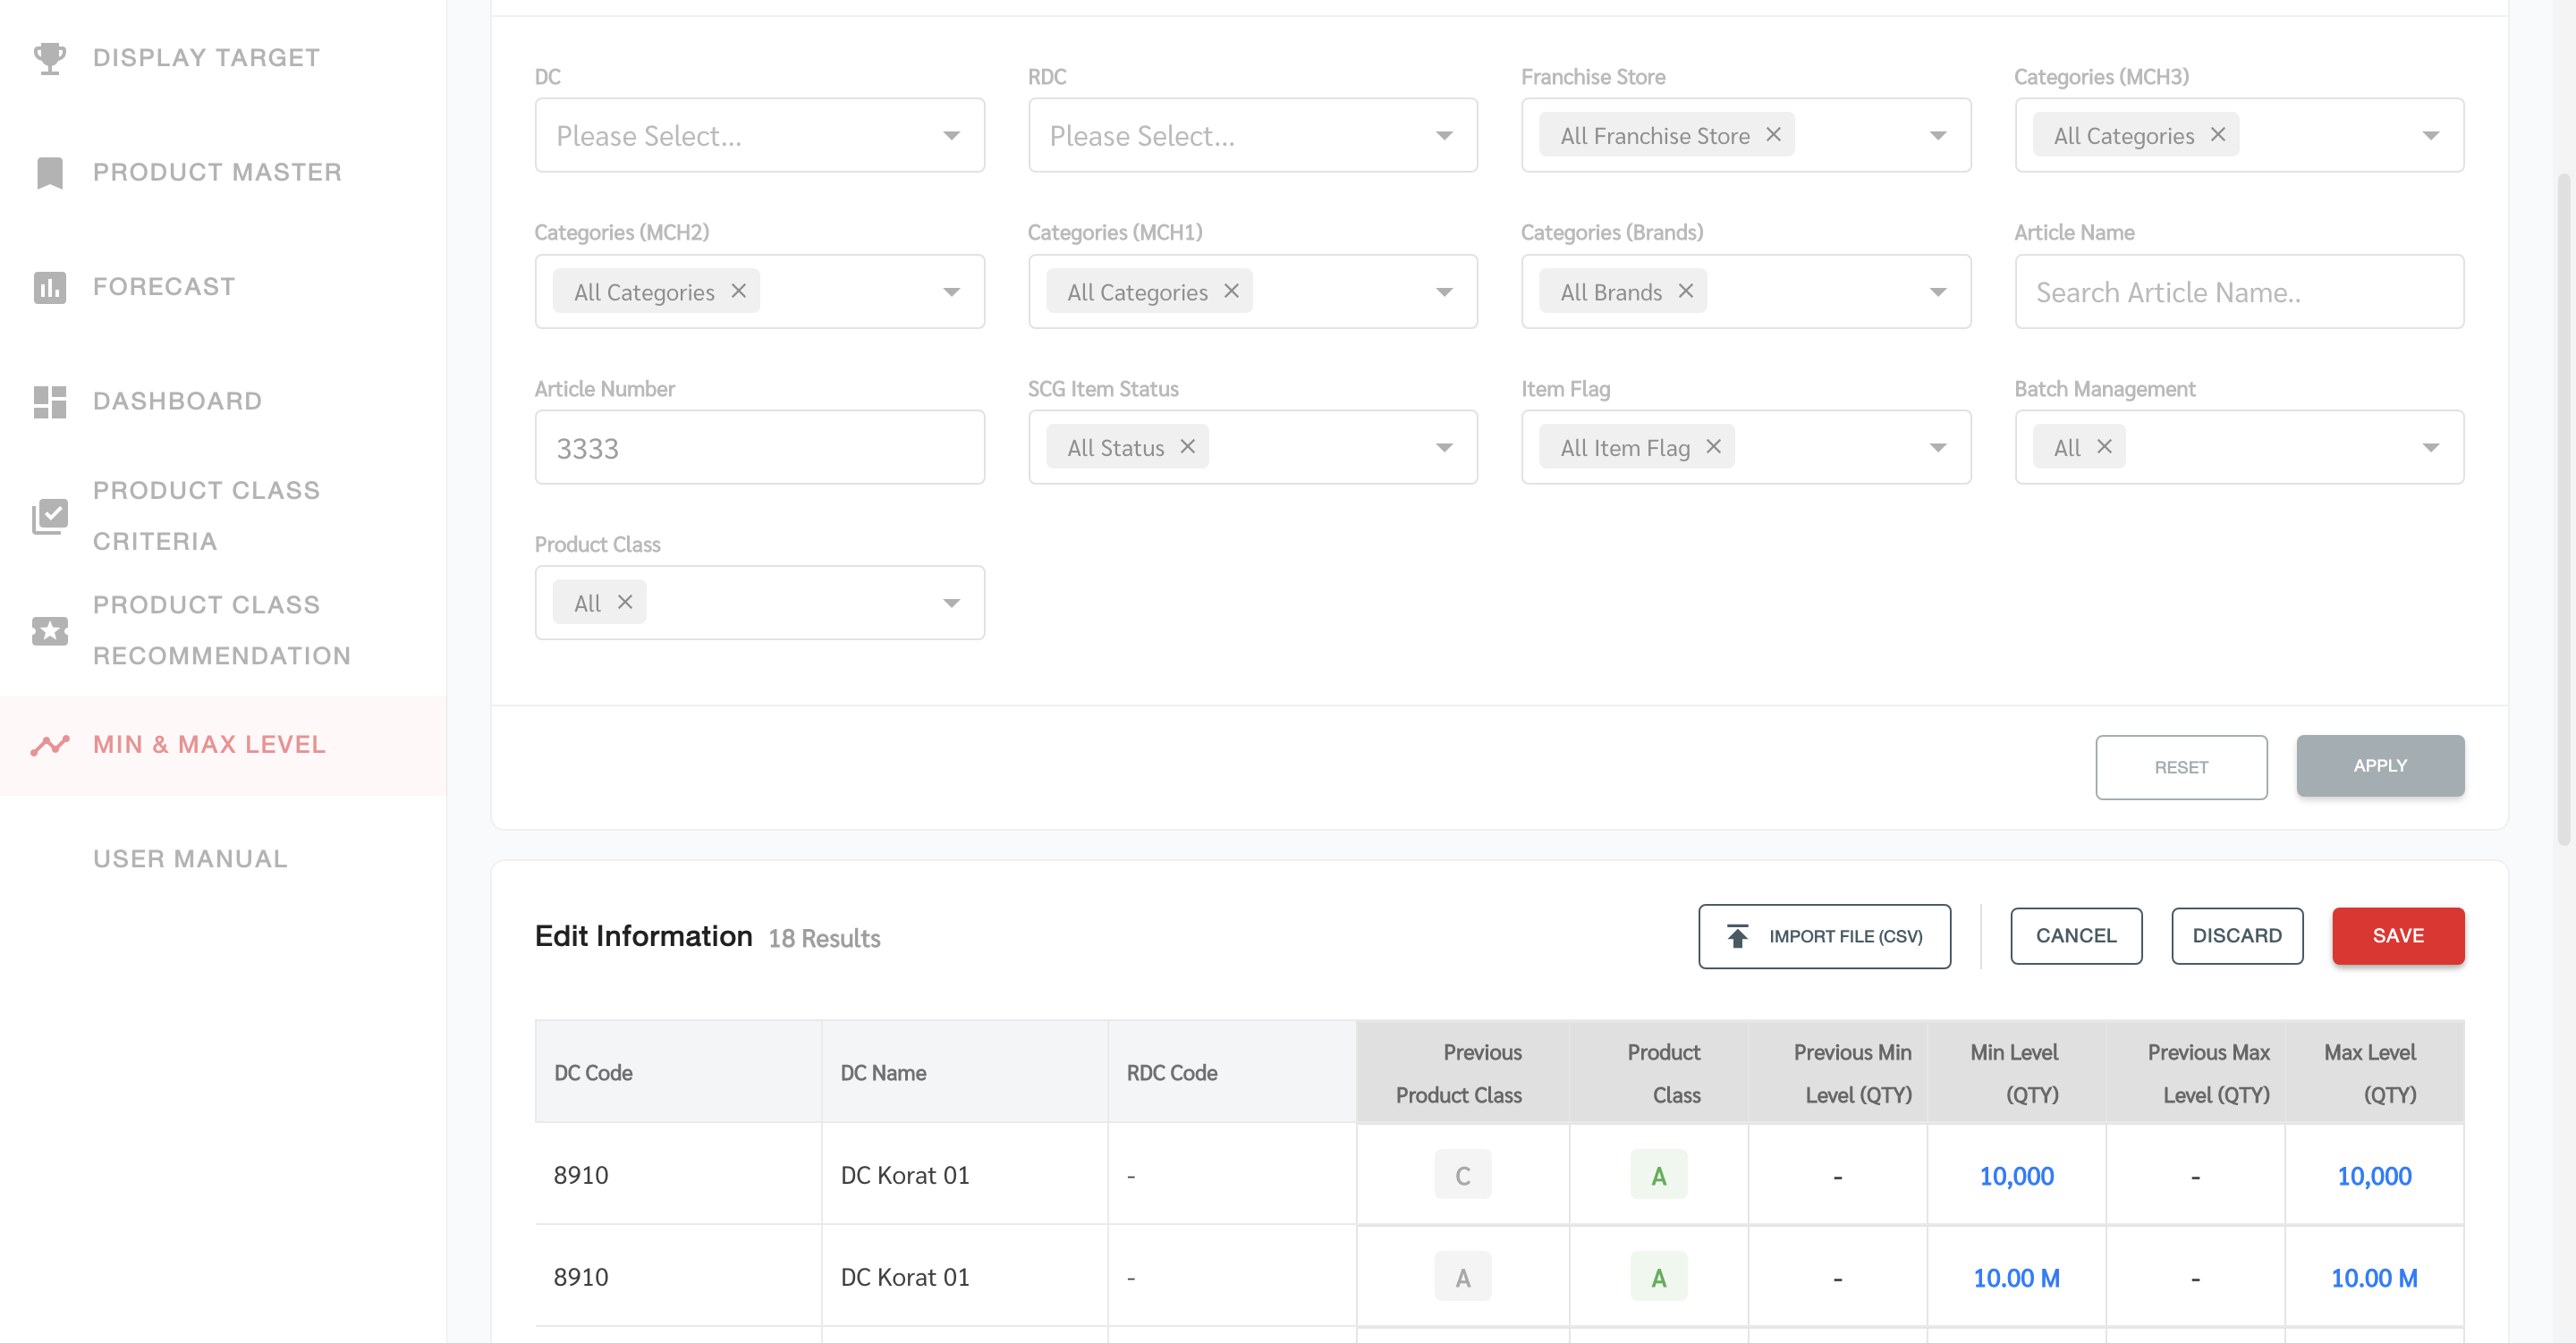 DISPLAY TARGET
PRODUCT MASTER
FORECAST
DASHBOARD
PRODUCT CLASS
CRITERIA
PRODUCT CLASS
RECOMMENDATION
MIN & MAX LEVEL
USER MANUAL
DC
RDC
Franchise Store
Categories (MCH3)
Please Select...
Please Select...
All Franchise Store
All Categories
Categories (MCH2)
Categories (MCH1)
Categories (Brands)
Article Name
All Categories
All Categories
All Brands
Search Article Name..
Article Number
SCG Item Status
Item Flag
Batch Management
3333
All Status
All Item Flag
All
Product Class
All
RESET
APPLY
Edit Information 18 Results
IMPORT FILE (CSV)
CANCEL
DISCARD
SAVE
DC Code
DC Name
RDC Code
Previous
Product Class
Product
Class
Previous Min
Level (QTY)
Min Level
(QTY)
Previous Max
Level (QTY)
Max Level
(QTY)
8910 DC Korat 01 - C A - 10,000 - 10,000
8910 DC Korat 01 - A A - 10.00 M - 10.00 M